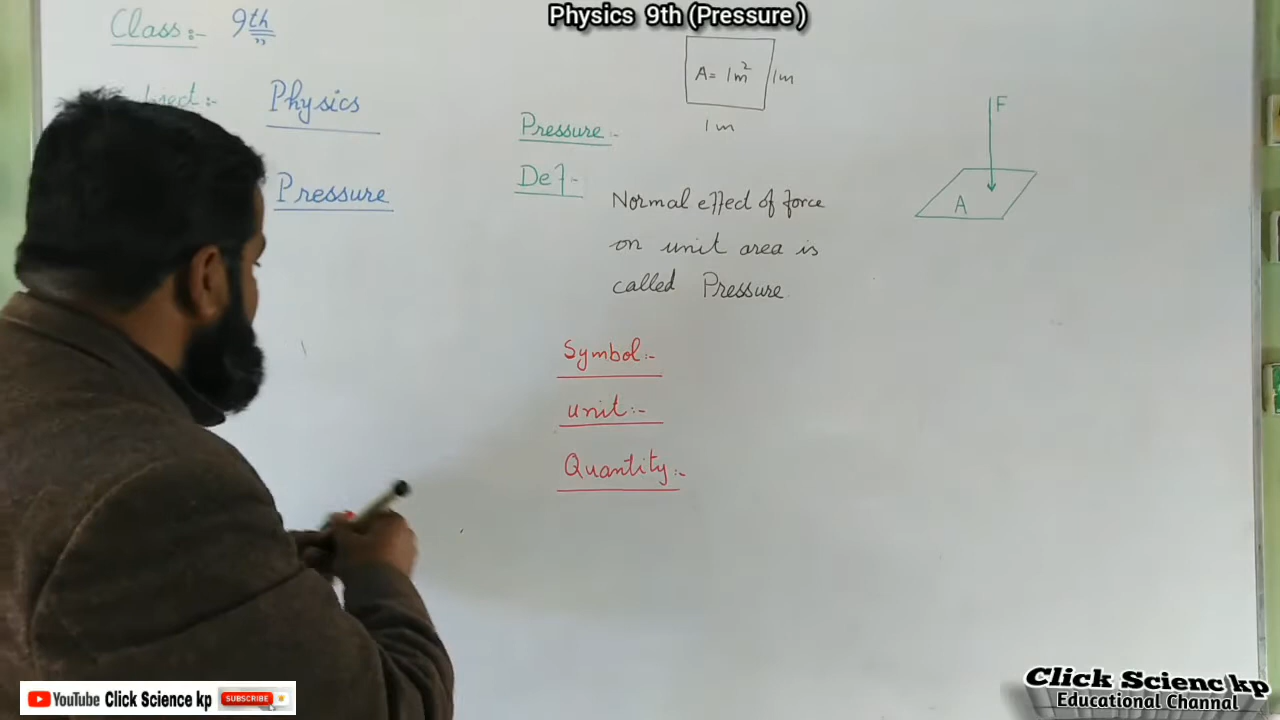 Physics 9th (Pressure )
Class:- 9th
Physics
Pressure
A= 1m²
1m
1m
Pressure:-
Def:-
Normal effect of force
on unit area is
called Pressure
F
A
Symbol:-
unit:-
Quantity:-
YouTube Click Science kp SUBSCRIBE
Click Scienc kp
Educational Channal